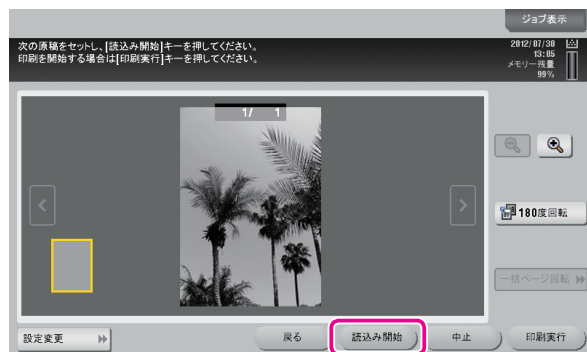 ジョブ表示
次の原稿をセットし、[読込み開始]キーを押してください。
印刷を開始する場合は[印刷実行]キーを押してください。
2012/07/30
13:05
メモリー残量
99%
1/ 1
180度回転
一括ページ回転
設定変更
戻る
読込み開始
中止
印刷実行